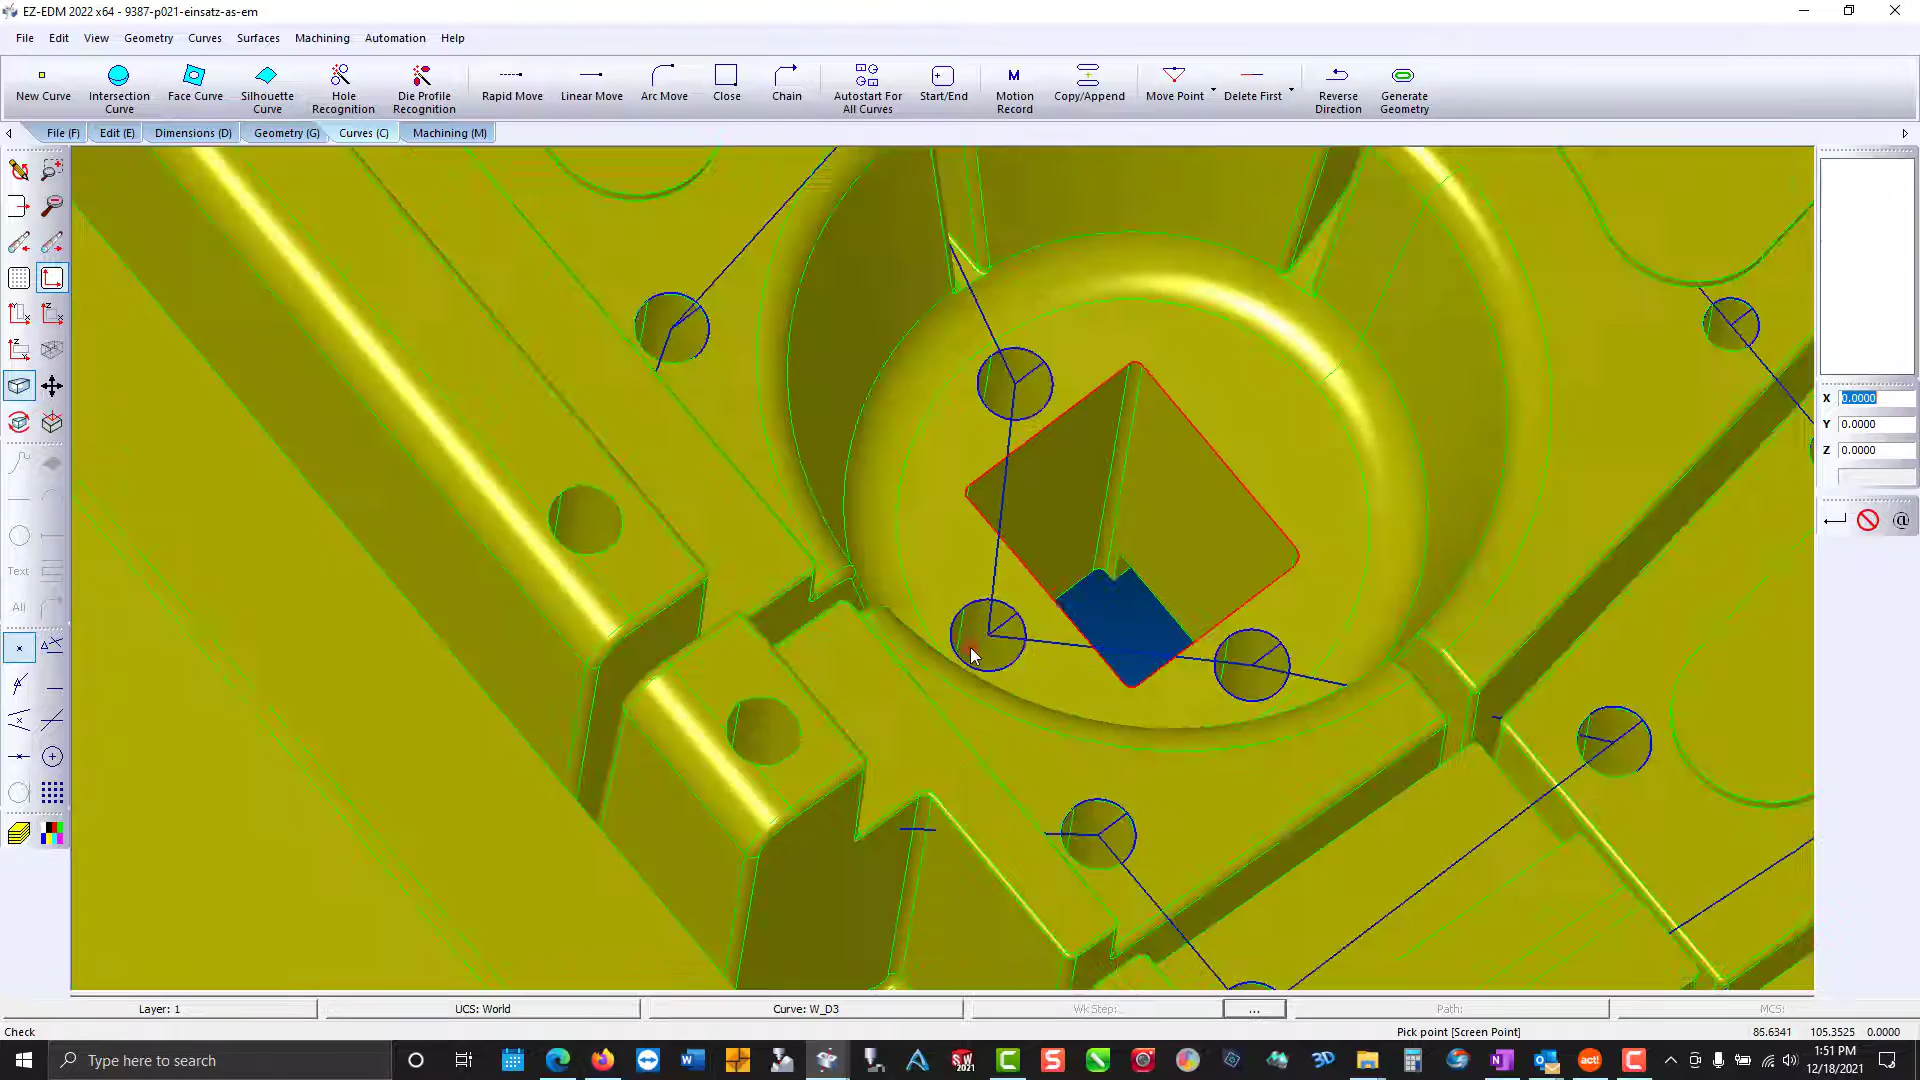 EZ-EDM 2022 x64 - 9387-p021-einsatz-as-em
File Edit View Geometry Curves Surfaces Machining Automation Help
New Curve
Intersection Curve
Face Curve
Silhouette Curve
Hole Recognition
Die Profile Recognition
Rapid Move
Linear Move
Arc Move
Close
Chain
Autostart For All Curves
Start/End
M
Motion Record
Copy/Append
Move Point
Delete First
Reverse Direction
Generate Geometry
File (F) Edit (E) Dimensions (D) Geometry (G) Curves (C) Machining (M)
X 0.0000
Y 0.0000
Z 0.0000
@
Text
All
Layer: 1 UCS: World Curve: W_D3 Wk Step: ... Path: MCS:
Check Pick point [Screen Point] 85.6341 105.3525 0.0000
Type here to search
SW 2021
3D
act!
1:51 PM
12/18/2021